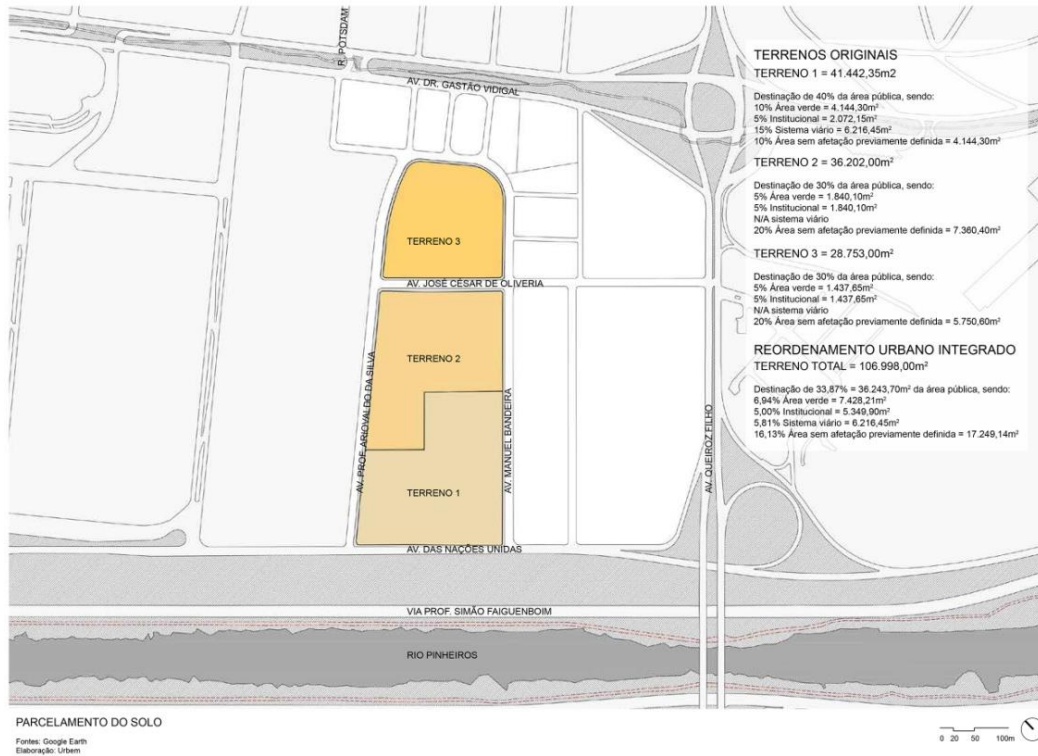 R. POTSDAM
AV. DR. GASTÃO VIDIGAL
TERRENO 3
AV. JOSÉ CÉSAR DE OLIVERIA
TERRENO 2
AV. PROF. ARIOVALDO DA SILVA
AV. MANUEL BANDEIRA
AV. QUEIROZ FILHO
TERRENO 1
AV. DAS NAÇÕES UNIDAS
VIA PROF. SIMÃO FAIGUENBOIM
RIO PINHEIROS
TERRENOS ORIGINAIS
TERRENO 1 = 41.442,35m2
Destinação de 40% da área pública, sendo:
10% Área verde = 4.144,30m²
5% Institucional = 2.072,15m²
15% Sistema viário = 6.216,45m²
10% Área sem afetação previamente definida = 4.144,30m²
TERRENO 2 = 36.202,00m²
Destinação de 30% da área pública, sendo:
5% Área verde = 1.840,10m²
5% Institucional = 1.840,10m²
N/A sistema viário
20% Área sem afetação previamente definida = 7.360,40m²
TERRENO 3 = 28.753,00m²
Destinação de 30% da área pública, sendo:
5% Área verde = 1.437,65m²
5% Institucional = 1.437,65m²
N/A sistema viário
20% Área sem afetação previamente definida = 5.750,60m²
REORDENAMENTO URBANO INTEGRADO
TERRENO TOTAL = 106.998,00m²
Destinação de 33,87% = 36.243,70m² da área pública, sendo:
6,94% Área verde = 7.428,21m²
5,00% Institucional = 5.349,90m²
5,81% Sistema viário = 6.216,45m²
16,13% Área sem afetação previamente definida = 17.249,14m²
PARCELAMENTO DO SOLO
Fontes: Google Earth
Elaboração: Urbem
0 20 50 100m